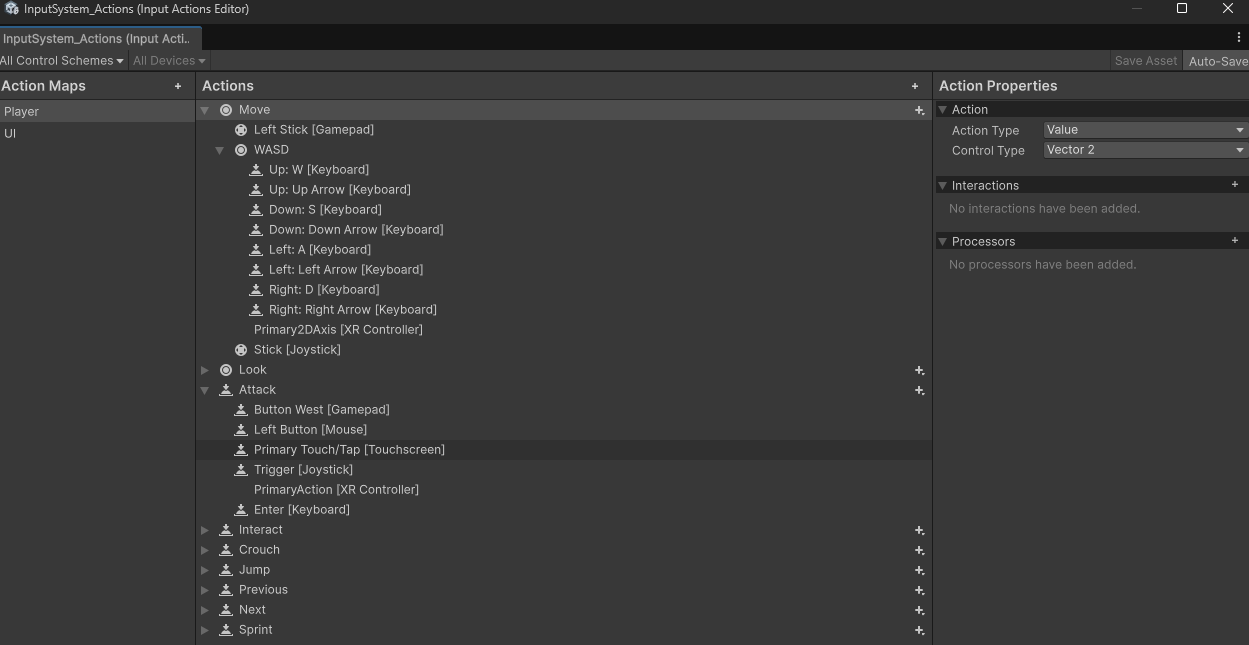 InputSystem_Actions (Input Actions Editor)
InputSystem_Actions (Input Acti..
All Control Schemes All Devices Save Asset Auto-Save
Action Maps + Actions + Action Properties
Player
UI
Move
Left Stick [Gamepad]
WASD
Up: W [Keyboard]
Up: Up Arrow [Keyboard]
Down: S [Keyboard]
Down: Down Arrow [Keyboard]
Left: A [Keyboard]
Left: Left Arrow [Keyboard]
Right: D [Keyboard]
Right: Right Arrow [Keyboard]
Primary2DAxis [XR Controller]
Stick [Joystick]
Look
Attack
Button West [Gamepad]
Left Button [Mouse]
Primary Touch/Tap [Touchscreen]
Trigger [Joystick]
PrimaryAction [XR Controller]
Enter [Keyboard]
Interact
Crouch
Jump
Previous
Next
Sprint
Action
Action Type Value
Control Type Vector 2
Interactions +
No interactions have been added.
Processors +
No processors have been added.